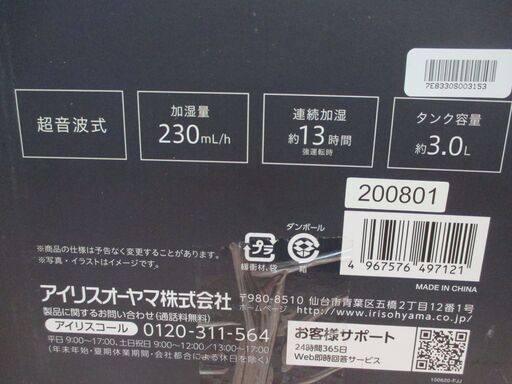 7E8330S003153
超音波式
加湿量
230mL/h
連続加湿
約13時間
強運転時
タンク容量
約3.0L
200801
プラ
緩衝材、袋
ダンボール
箱
4 967576 497121
MADE IN CHINA
※商品の仕様は予告なく変更することがあります。
※写真・イラストはイメージです。
アイリスオーヤマ株式会社
〒980-8510 仙台市青葉区五橋2丁目12番1号
ホームページ http://www.irisohyama.co.jp/
製品に関するお問い合わせ(通話料無料)
アイリスコール 0120-311-564
平日9:00～17:00、土日祝日9:00～12:00/13:00～17:00
(年末年始・夏期休業期間・会社都合による休日を除く)
お客様サポート
24時間365日
Web即時回答サービス
100620-FJJ